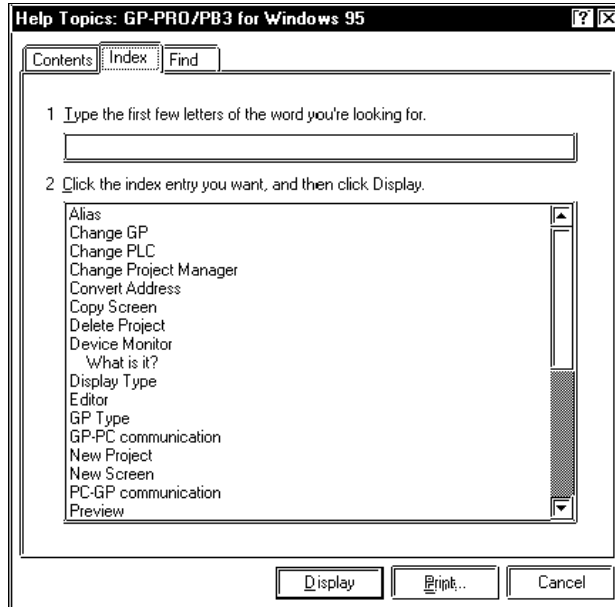 Help Topics: GP-PRO/PB3 for Windows 95
Contents Index Find
1 Type the first few letters of the word you're looking for.
2 Click the index entry you want, and then click Display.
Alias
Change GP
Change PLC
Change Project Manager
Convert Address
Copy Screen
Delete Project
Device Monitor
What is it?
Display Type
Editor
GP Type
GP-PC communication
New Project
New Screen
PC-GP communication
Preview
Display Print... Cancel